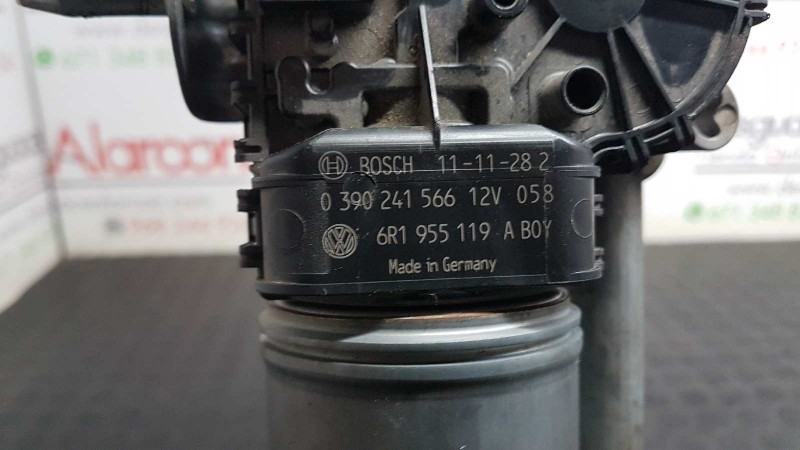 BOSCH 11-11-28 2
0 390 241 566 12V 058
6R1 955 119 A BOY
Made in Germany